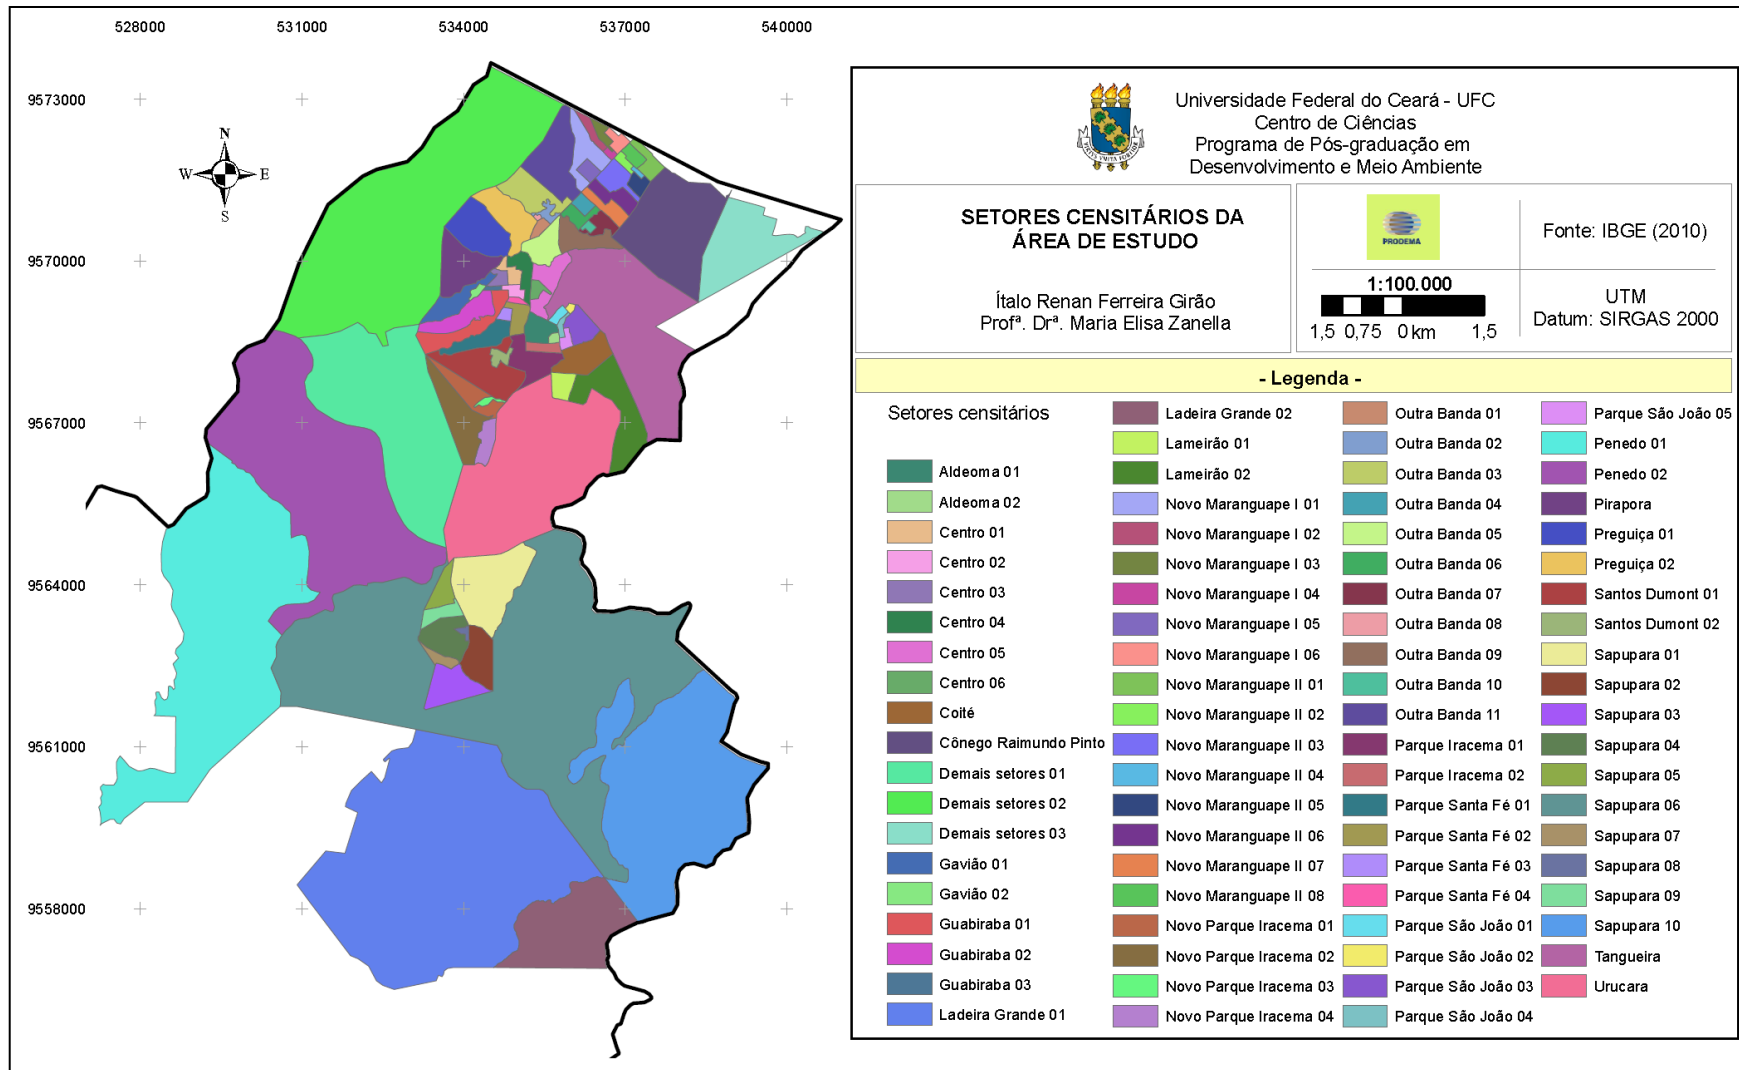 528000 531000 534000 537000 540000
9573000
9570000
9567000
9564000
9561000
9558000
N
W E
S
Universidade Federal do Ceará - UFC
Centro de Ciências
Programa de Pós-graduação em
Desenvolvimento e Meio Ambiente
VIRTUS UNITA FORTIOR
SETORES CENSITÁRIOS DA
ÁREA DE ESTUDO
Ítalo Renan Ferreira Girão
Profª. Drª. Maria Elisa Zanella
PRODEMA
Fonte: IBGE (2010)
1:100.000
1,5 0,75 0 km 1,5
UTM
Datum: SIRGAS 2000
- Legenda -
Setores censitários
Aldeoma 01
Aldeoma 02
Centro 01
Centro 02
Centro 03
Centro 04
Centro 05
Centro 06
Coité
Cônego Raimundo Pinto
Demais setores 01
Demais setores 02
Demais setores 03
Gavião 01
Gavião 02
Guabiraba 01
Guabiraba 02
Guabiraba 03
Ladeira Grande 01
Ladeira Grande 02
Lameirão 01
Lameirão 02
Novo Maranguape I 01
Novo Maranguape I 02
Novo Maranguape I 03
Novo Maranguape I 04
Novo Maranguape I 05
Novo Maranguape I 06
Novo Maranguape II 01
Novo Maranguape II 02
Novo Maranguape II 03
Novo Maranguape II 04
Novo Maranguape II 05
Novo Maranguape II 06
Novo Maranguape II 07
Novo Maranguape II 08
Novo Parque Iracema 01
Novo Parque Iracema 02
Novo Parque Iracema 03
Novo Parque Iracema 04
Outra Banda 01
Outra Banda 02
Outra Banda 03
Outra Banda 04
Outra Banda 05
Outra Banda 06
Outra Banda 07
Outra Banda 08
Outra Banda 09
Outra Banda 10
Outra Banda 11
Parque Iracema 01
Parque Iracema 02
Parque Santa Fé 01
Parque Santa Fé 02
Parque Santa Fé 03
Parque Santa Fé 04
Parque São João 01
Parque São João 02
Parque São João 03
Parque São João 04
Parque São João 05
Penedo 01
Penedo 02
Pirapora
Preguiça 01
Preguiça 02
Santos Dumont 01
Santos Dumont 02
Sapupara 01
Sapupara 02
Sapupara 03
Sapupara 04
Sapupara 05
Sapupara 06
Sapupara 07
Sapupara 08
Sapupara 09
Sapupara 10
Tangueira
Urucara